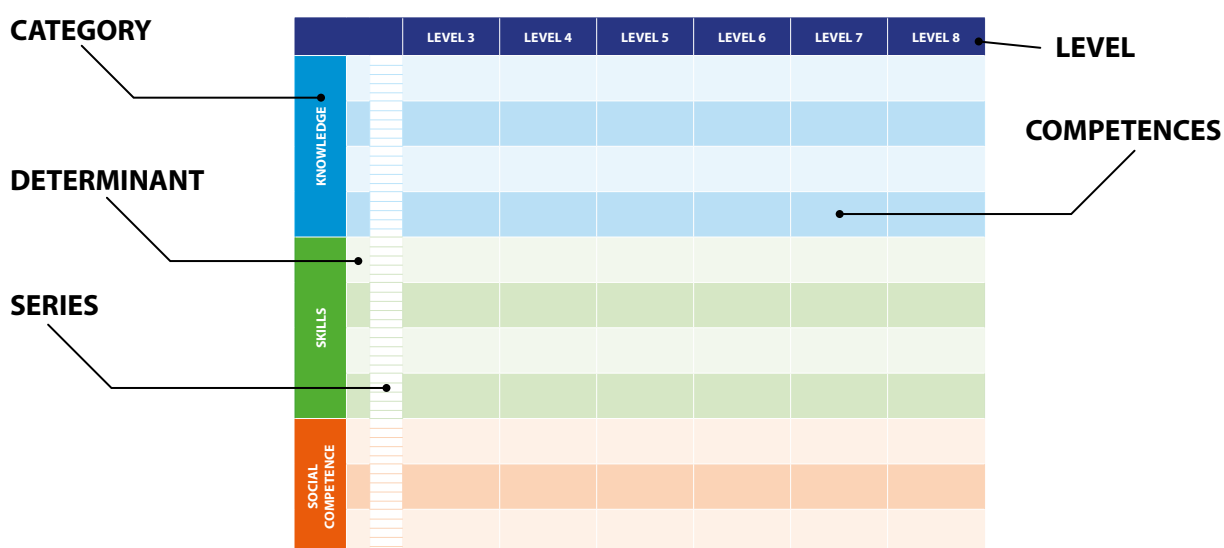 CATEGORY
LEVEL 3 LEVEL 4 LEVEL 5 LEVEL 6 LEVEL 7 LEVEL 8
LEVEL
COMPETENCES
KNOWLEDGE
DETERMINANT
SERIES
SKILLS
SOCIAL
COMPETENCE